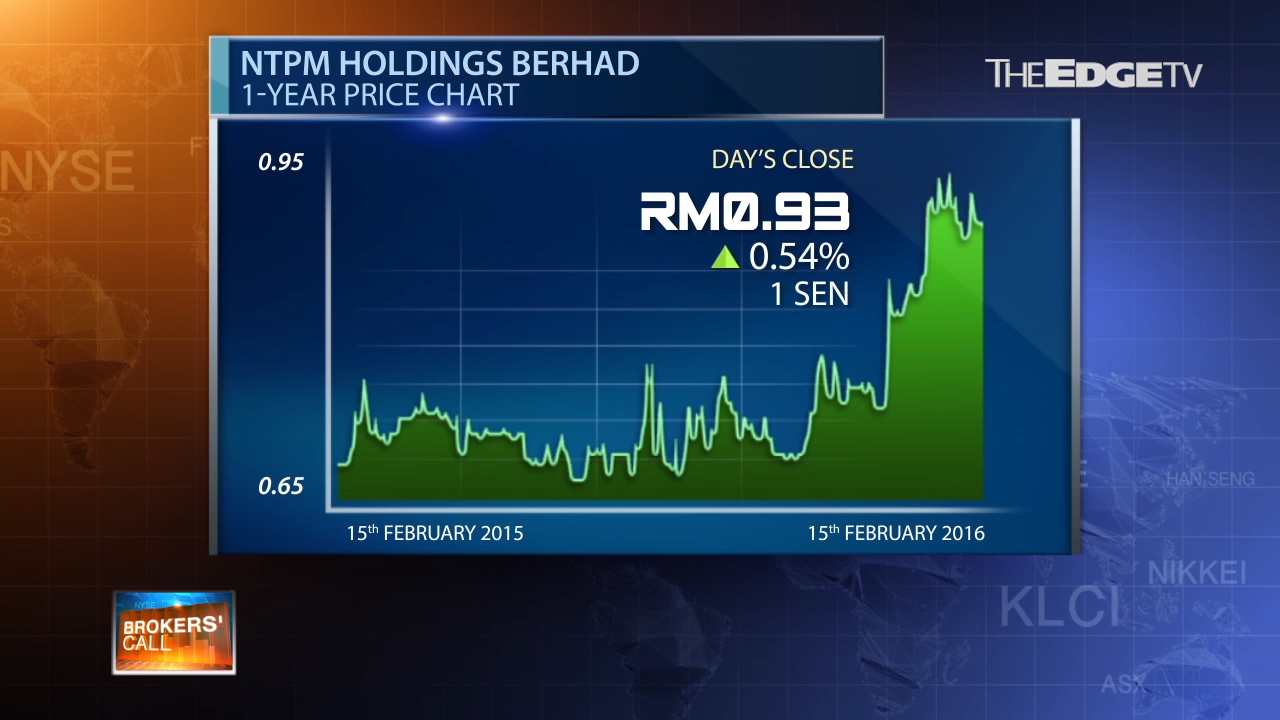 NTPM HOLDINGS BERHAD
1-YEAR PRICE CHART
THEEDGETV
0.95
DAY'S CLOSE
RM0.93
0.54%
1 SEN
0.65
15th FEBRUARY 2015
15th FEBRUARY 2016
NYSE
HAN SENG
NIKKEI
KLCI
ASX
NYSE
BROKERS'
CALL